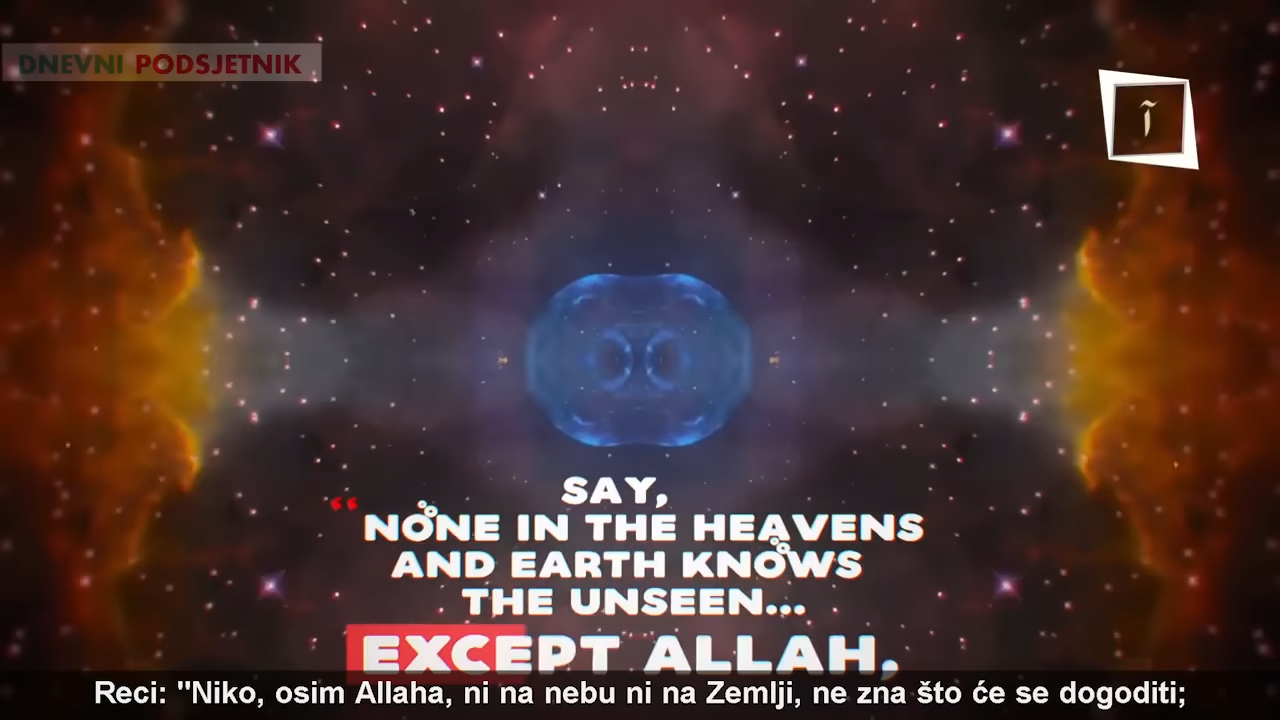 DNEVNI PODSJETNIK
آ
SAY,
“NONE IN THE HEAVENS
AND EARTH KNOWS
THE UNSEEN...
EXCEPT ALLAH,
Reci: "Niko, osim Allaha, ni na nebu ni na Zemlji, ne zna što će se dogoditi;